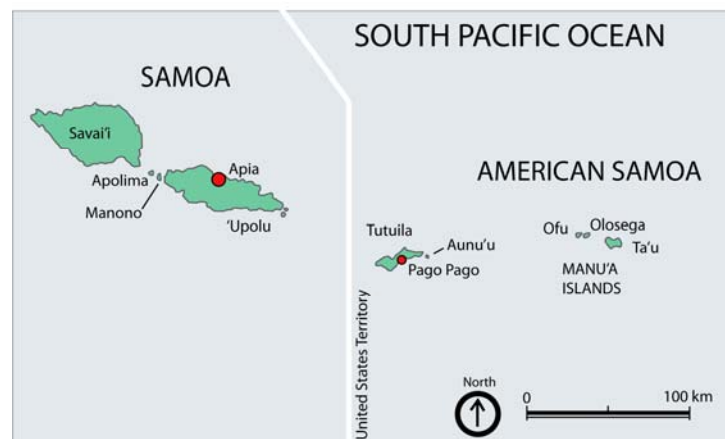 SOUTH PACIFIC OCEAN
SAMOA
Savai'i
Apolima
Manono
Apia
'Upolu
AMERICAN SAMOA
Tutuila
Aunu'u
Pago Pago
Ofu
Olosega
Ta'u
MANU'A
ISLANDS
United States Territory
North
0
100 km